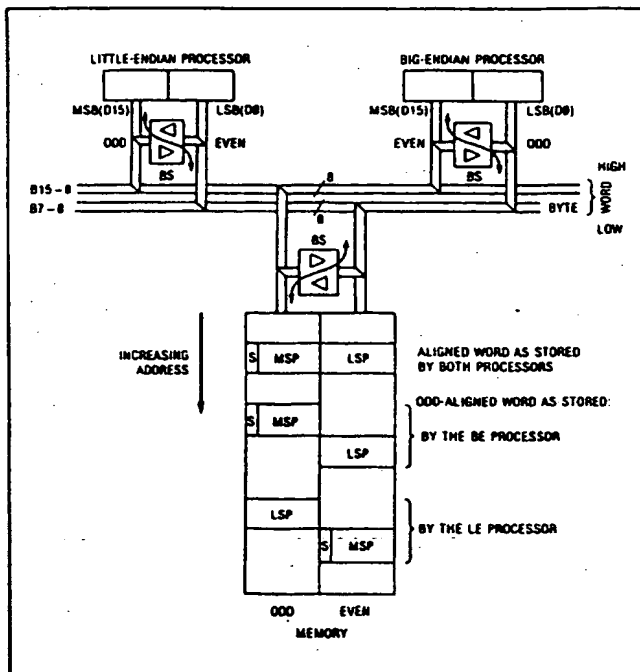 LITTLE-ENDIAN PROCESSOR
BIG-ENDIAN PROCESSOR
MSB(D15)
LSB(D0)
MSB(D15)
LSB(D0)
ODD
EVEN
BS
EVEN
ODD
BS
HIGH
B15-8
8
WORD
B7-0
8
BYTE
LOW
BS
INCREASING
ADDRESS
S
MSP
LSP
ALIGNED WORD AS STORED
BY BOTH PROCESSORS
ODD-ALIGNED WORD AS STORED:
S
MSP
BY THE BE PROCESSOR
LSP
LSP
BY THE LE PROCESSOR
S
MSP
ODD
EVEN
MEMORY